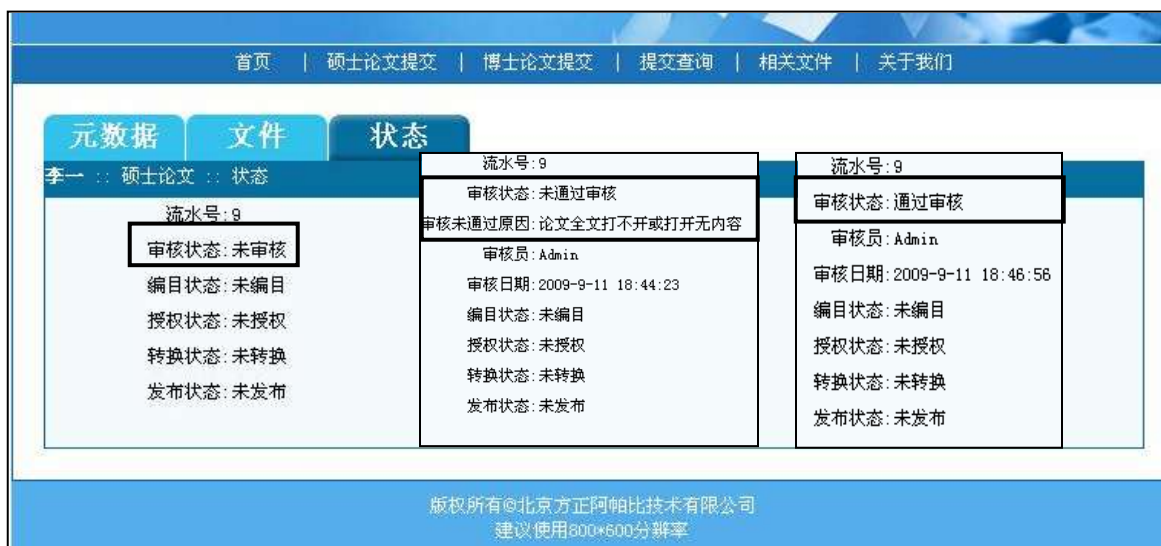 首页 | 硕士论文提交 | 博士论文提交 | 提交查询 | 相关文件 | 关于我们
元数据 文件 状态
李一 :: 硕士论文 :: 状态
流水号:9
审核状态:未审核
编目状态:未编目
授权状态:未授权
转换状态:未转换
发布状态:未发布
流水号:9
审核状态:未通过审核
审核未通过原因:论文全文打不开或打开无内容
审核员:Admin
审核日期:2009-9-11 18:44:23
编目状态:未编目
授权状态:未授权
转换状态:未转换
发布状态:未发布
流水号:9
审核状态:通过审核
审核员:Admin
审核日期:2009-9-11 18:46:56
编目状态:未编目
授权状态:未授权
转换状态:未转换
发布状态:未发布
版权所有©北京方正阿帕比技术有限公司
建议使用800*600分辨率